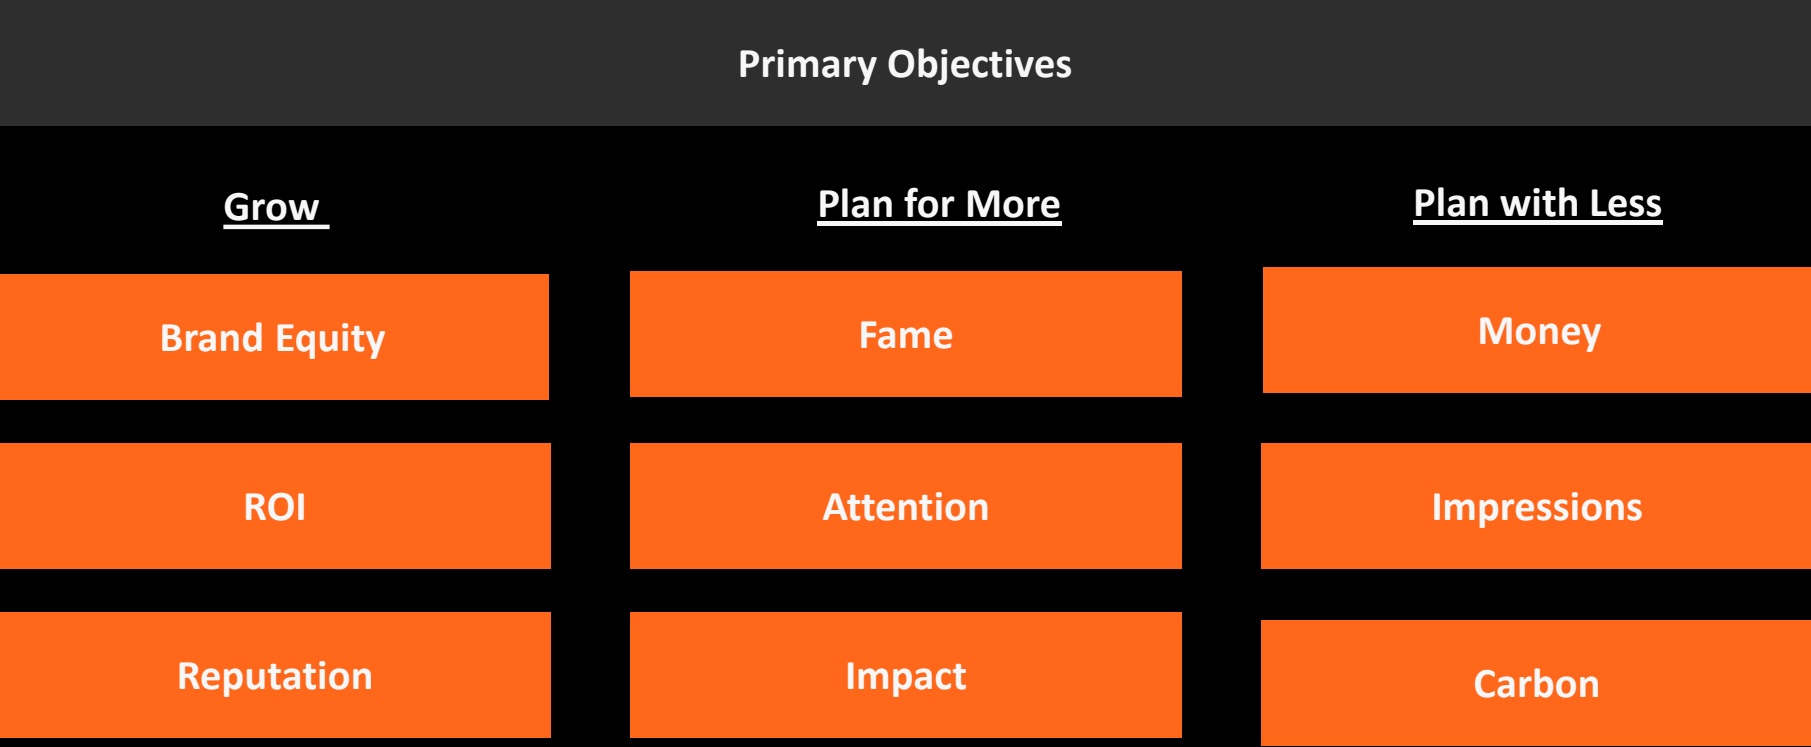 Primary Objectives
Grow
Plan for More
Plan with Less
Brand Equity
Fame
Money
ROI
Attention
Impressions
Reputation
Impact
Carbon